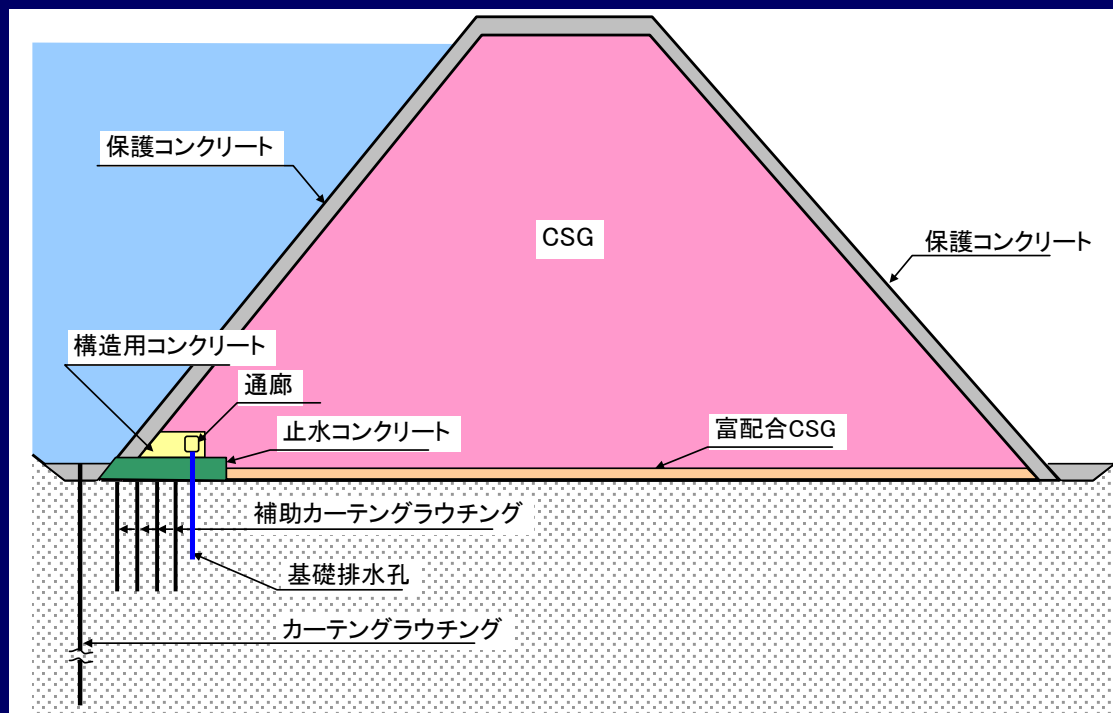 保護コンクリート
CSG
保護コンクリート
構造用コンクリート
通廊
止水コンクリート
富配合CSG
補助カーテングラウチング
基礎排水孔
カーテングラウチング